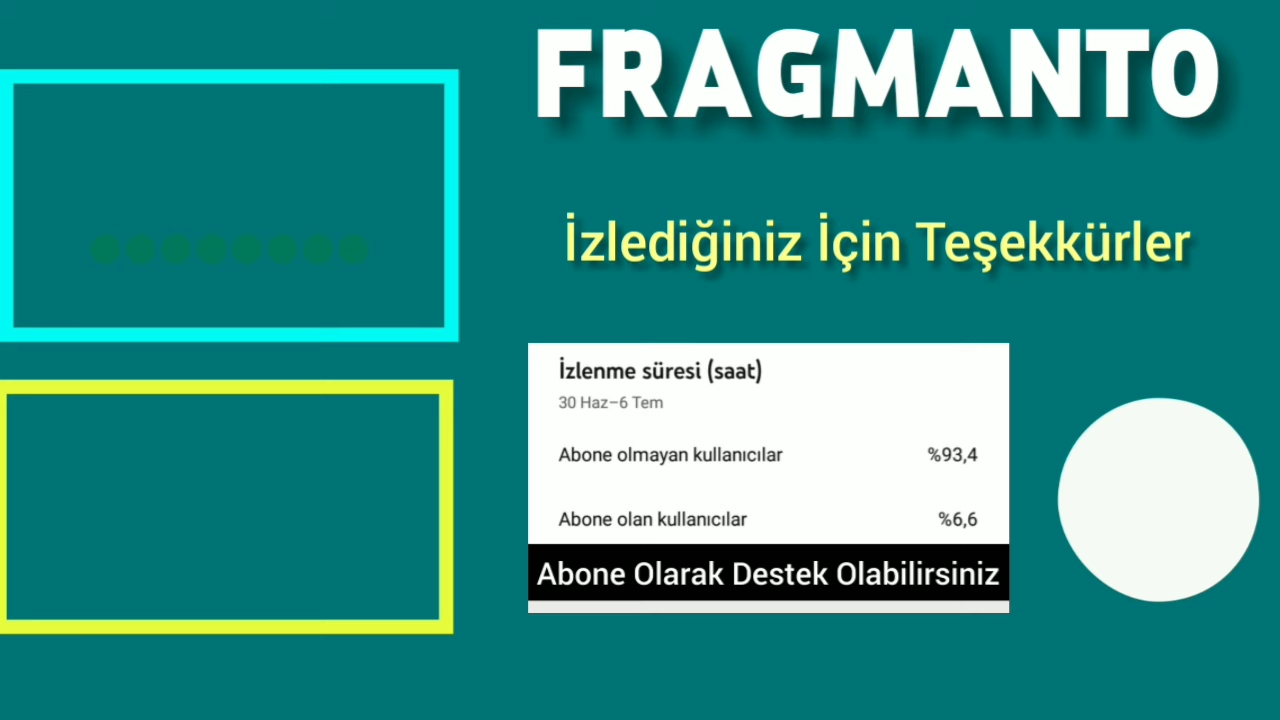 FRAGMANTO
İzlediğiniz İçin Teşekkürler
İzlenme süresi (saat)
30 Haz–6 Tem
Abone olmayan kullanıcılar %93,4
Abone olan kullanıcılar %6,6
Abone Olarak Destek Olabilirsiniz